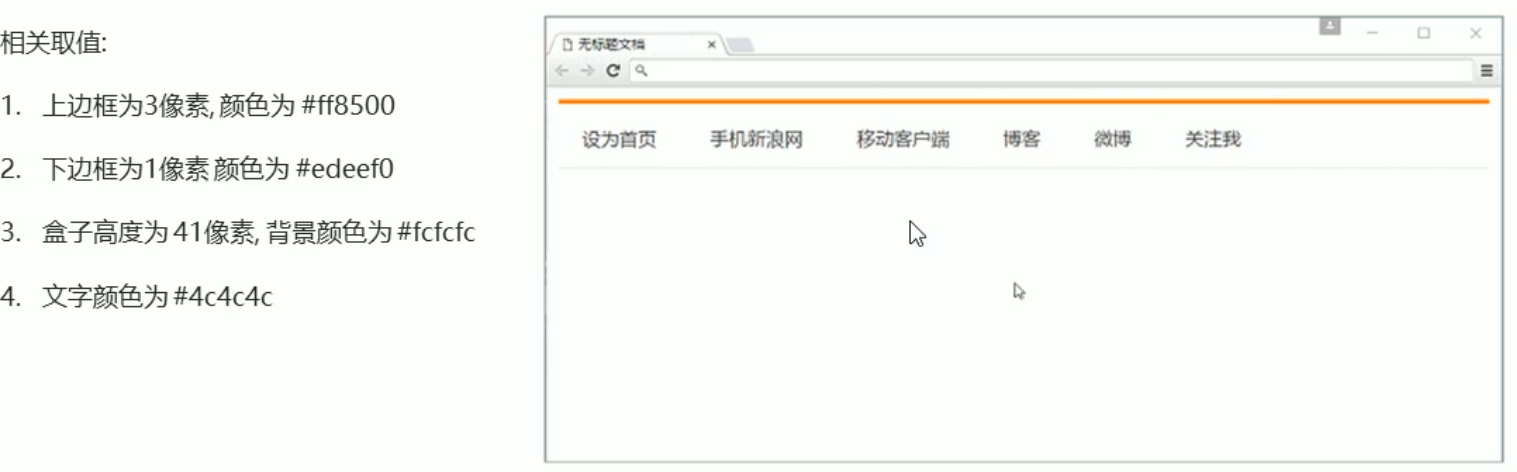 相关取值:
1. 上边框为3像素, 颜色为 #ff8500
2. 下边框为1像素 颜色为 #edeef0
3. 盒子高度为 41像素, 背景颜色为 #fcfcfc
4. 文字颜色为 #4c4c4c
无标题文档
设为首页 手机新浪网 移动客户端 博客 微博 关注我